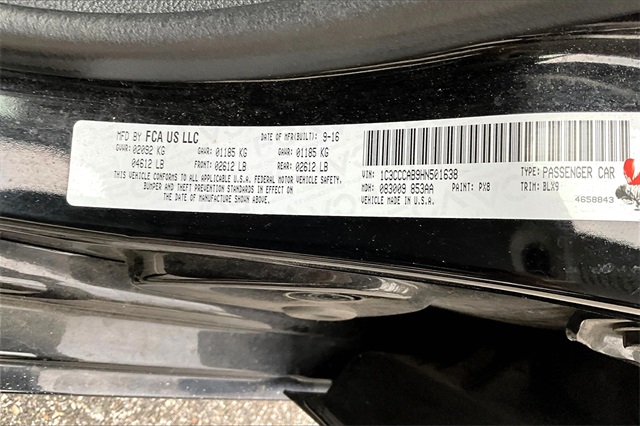 MFD BY FCA US LLC DATE OF MFR(BUILT): 9-16
GVWR: 02092 KG GAWR: 01185 KG GAWR: 01185 KG
04612 LB FRONT: 02612 LB REAR: 02612 LB
THIS VEHICLE CONFORMS TO ALL APPLICABLE U.S.A. FEDERAL MOTOR VEHICLE SAFETY,
BUMPER AND THEFT PREVENTION STANDARDS IN EFFECT ON
THE DATE OF MANUFACTURE SHOWN ABOVE.
VIN: 1C3CCCAB9HN501638 TYPE: PASSENGER CAR
MDH: 083009 853AA PAINT: PX8 TRIM: BLX9
VEHICLE MADE IN U.S.A. 4658843